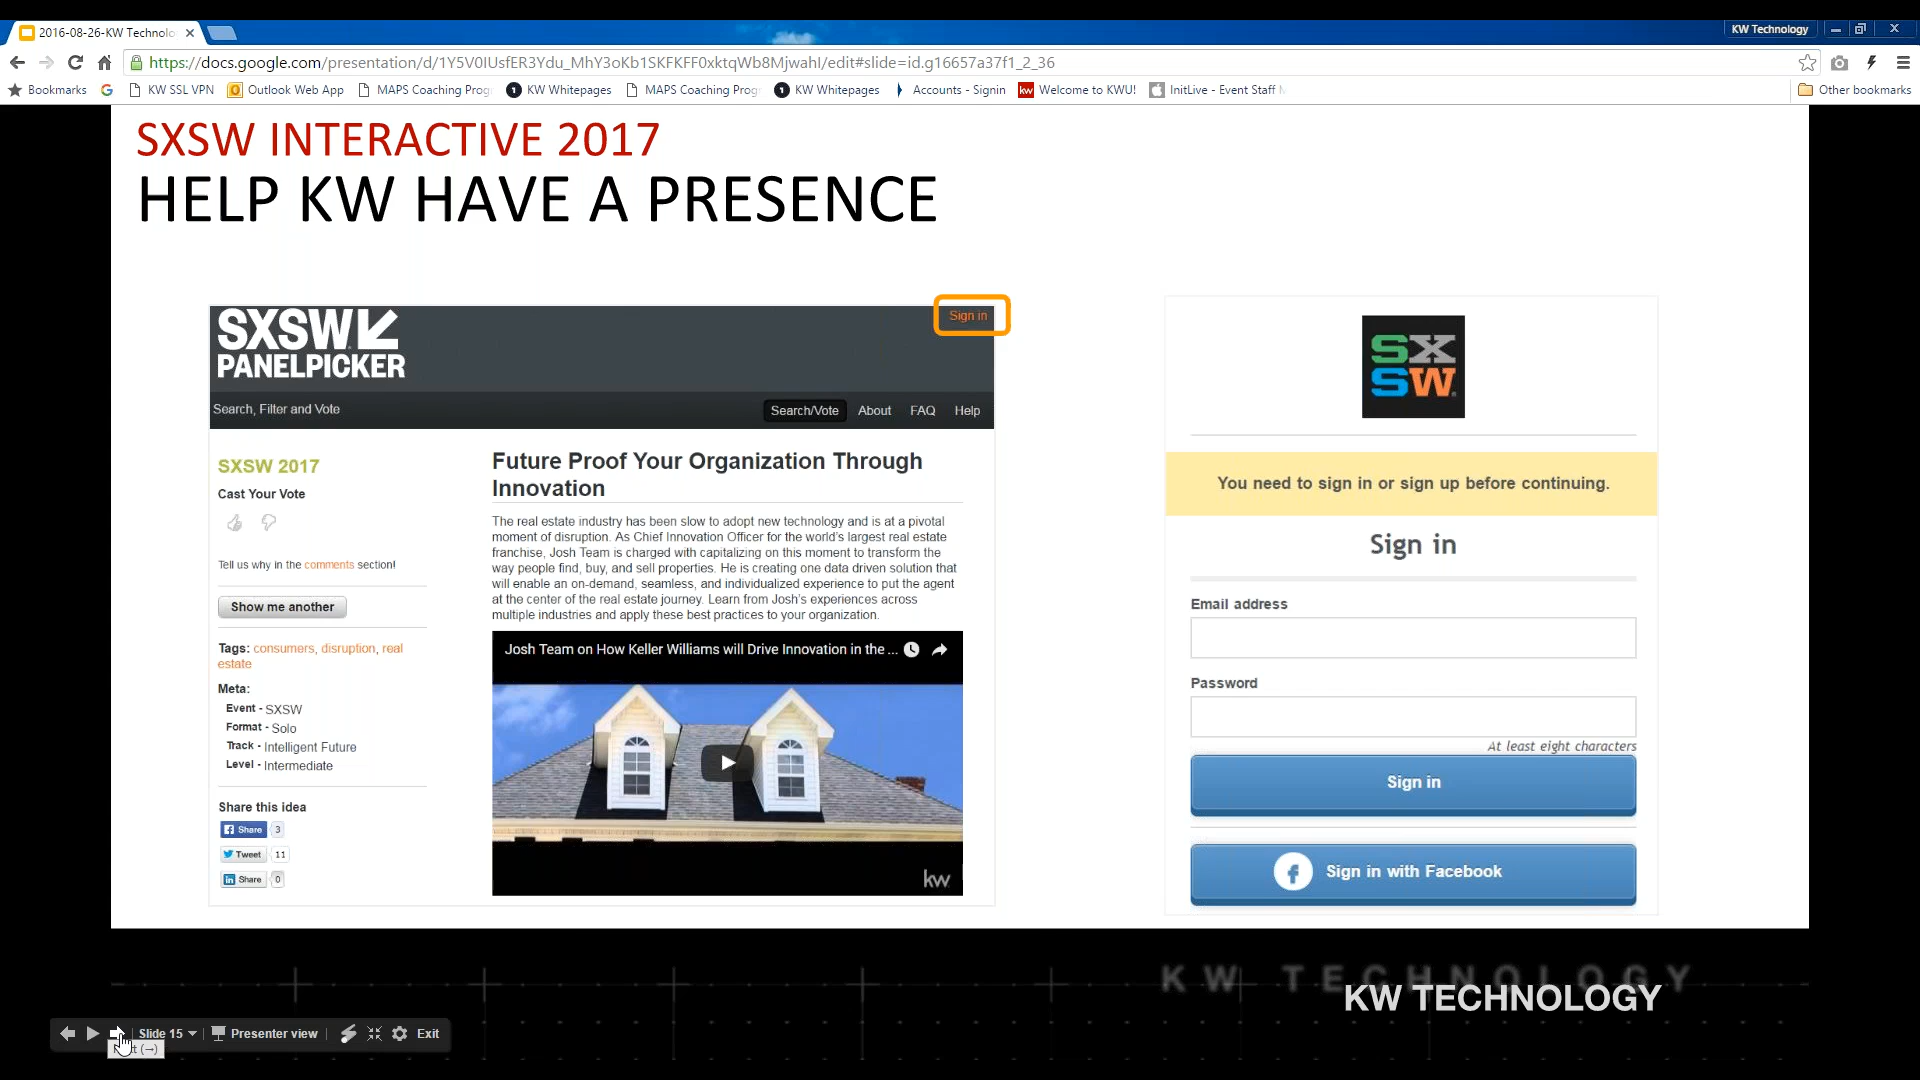 2016-08-26-KW Technolo
KW Technology
https://docs.google.com/presentation/d/1Y5V0IUsfER3Ydu_MhY3oKb1SKFKFF0xktqWb8MjwahI/edit#slide=id.g16657a37f1_2_36
Bookmarks KW SSL VPN Outlook Web App MAPS Coaching Prog KW Whitepages MAPS Coaching Prog KW Whitepages Accounts - Signin Welcome to KWU! InitLive - Event Staff Other bookmarks
SXSW INTERACTIVE 2017
HELP KW HAVE A PRESENCE
SXSW
PANELPICKER
Sign in
Search, Filter and Vote
Search/Vote About FAQ Help
SXSW 2017
Cast Your Vote
Tell us why in the comments section!
Show me another
Tags: consumers, disruption, real
estate
Meta:
Event - SXSW
Format - Solo
Track - Intelligent Future
Level - Intermediate
Share this idea
Share 3
Tweet 11
Share 0
Future Proof Your Organization Through
Innovation
The real estate industry has been slow to adopt new technology and is at a pivotal
moment of disruption. As Chief Innovation Officer for the world's largest real estate
franchise, Josh Team is charged with capitalizing on this moment to transform the
way people find, buy, and sell properties. He is creating one data driven solution that
will enable an on-demand, seamless, and individualized experience to put the agent
at the center of the real estate journey. Learn from Josh's experiences across
multiple industries and apply these best practices to your organization.
Josh Team on How Keller Williams will Drive Innovation in the ...
kw
SX
SW
You need to sign in or sign up before continuing.
Sign in
Email address
Password
At least eight characters
Sign in
Sign in with Facebook
KW TECHNOLOGY
KW TECHNOLOGY
Slide 15 Presenter view Exit